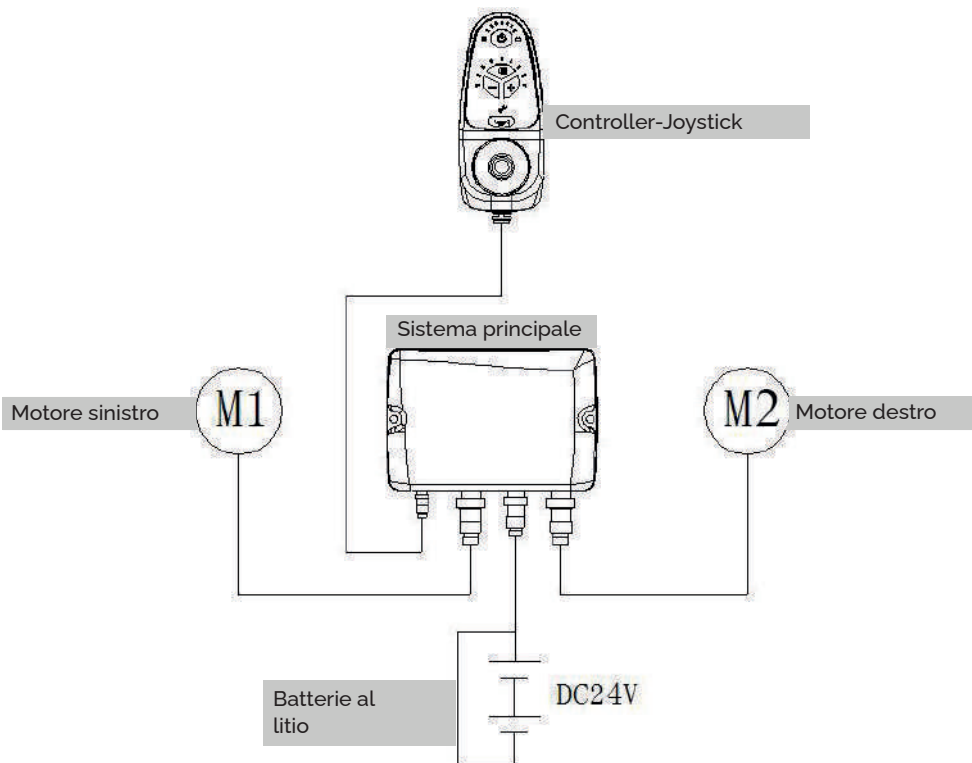 Controller-Joystick
Sistema principale
Motore sinistro
M1
M2
Motore destro
Batterie al
litio
DC24V